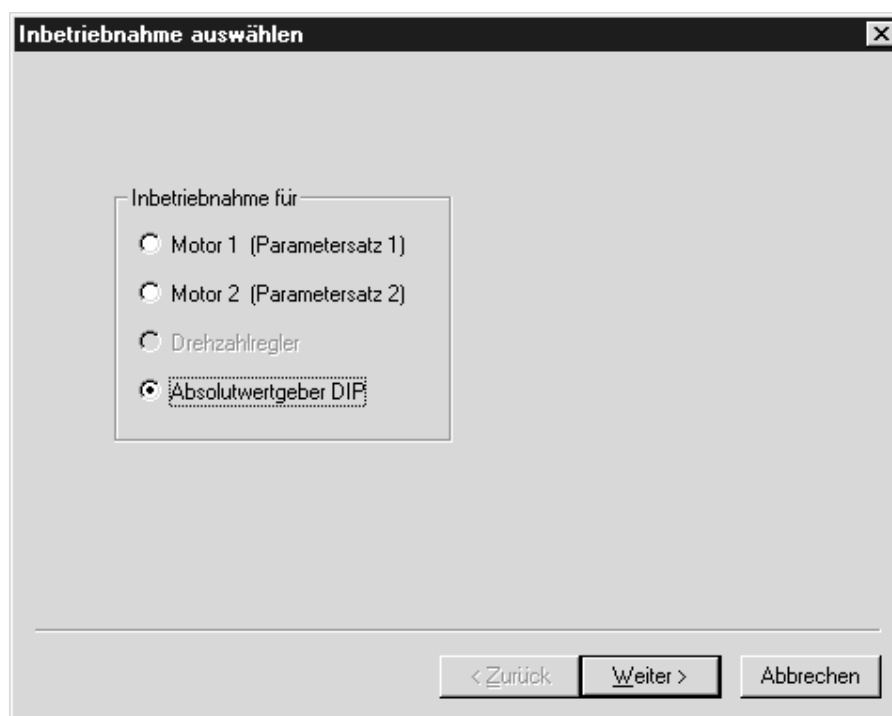 Inbetriebnahme auswählen
Inbetriebnahme für
Motor 1 (Parametersatz 1)
Motor 2 (Parametersatz 2)
Drehzahlregler
Absolutwertgeber DIP
< Zurück
Weiter >
Abbrechen